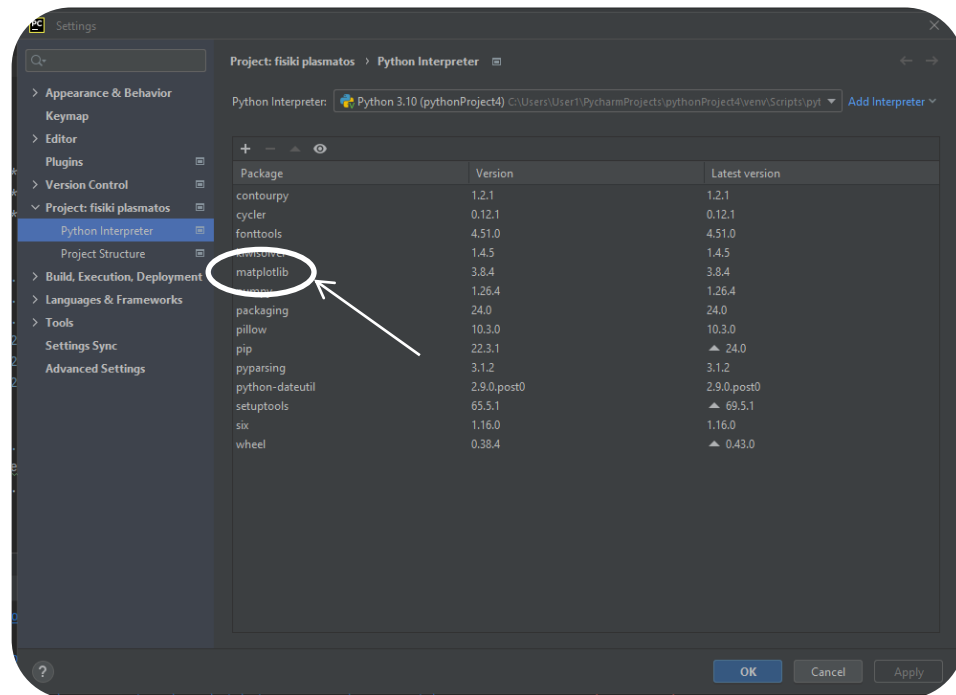 PC Settings
Project: fisiki plasmatos > Python Interpreter
Appearance & Behavior
Keymap
Editor
Plugins
Version Control
Project: fisiki plasmatos
Python Interpreter
Project Structure
Build, Execution, Deployment
Languages & Frameworks
Tools
Settings Sync
Advanced Settings
Python Interpreter: Python 3.10 (pythonProject4) C:\Users\User1\PycharmProjects\pythonProject4\venv\Scripts\pyt Add Interpreter
Package Version Latest version
contourpy 1.2.1 1.2.1
cycler 0.12.1 0.12.1
fonttools 4.51.0 4.51.0
kiwisolver 1.4.5 1.4.5
matplotlib 3.8.4 3.8.4
numpy 1.26.4 1.26.4
packaging 24.0 24.0
pillow 10.3.0 10.3.0
pip 22.3.1 24.0
pyparsing 3.1.2 3.1.2
python-dateutil 2.9.0.post0 2.9.0.post0
setuptools 65.5.1 69.5.1
six 1.16.0 1.16.0
wheel 0.38.4 0.43.0
? OK Cancel Apply